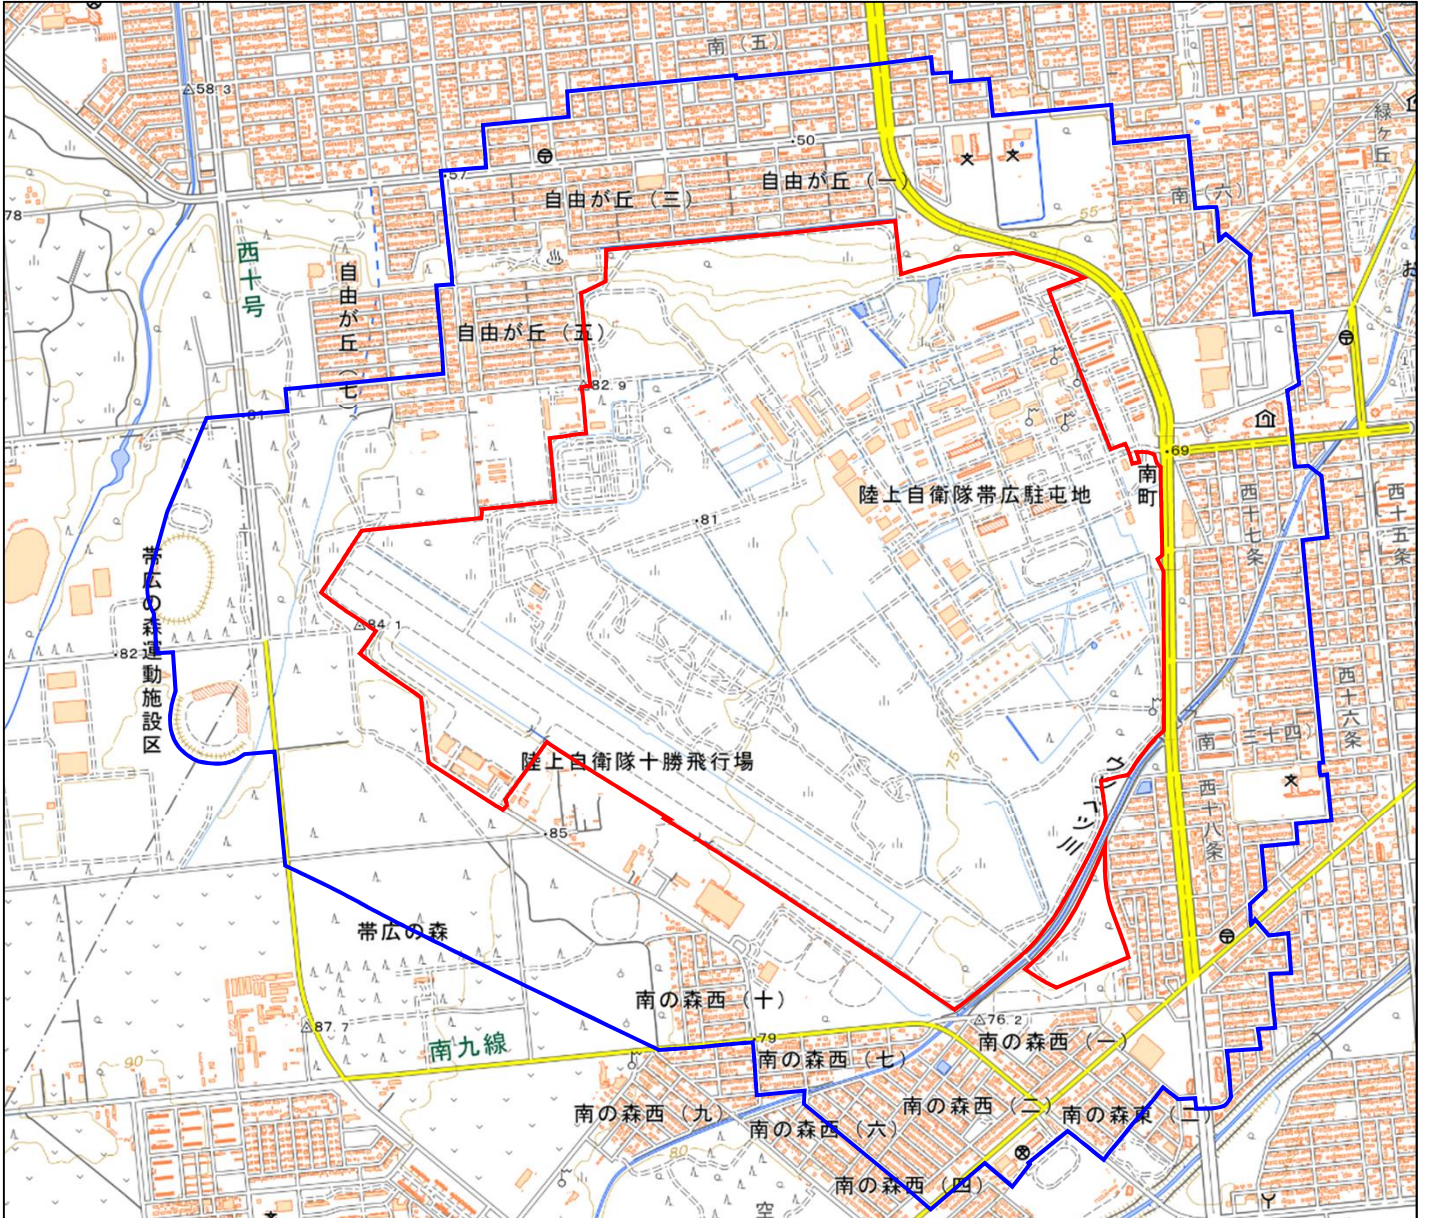 南（五）
58.3
緑ヶ丘
50
57
自由が丘（一）
自由が丘（三）
南（六）
78
55
西十号
自由が丘（七）
自由が丘（五）
82.9
81
69
南町
陸上自衛隊帯広駐屯地
西十七条
西十五条
81
帯広の森運動施設区
84.1
82
西十六条
南（三十四）
75
陸上自衛隊十勝飛行場
西十八条
85
帯広の森
南の森西（十）
76.2
87.7
79
南の森西（一）
南九線
南の森西（七）
90
南の森西（二）
南の森東（二）
南の森西（九）
南の森西（六）
80
南の森西（四）
空